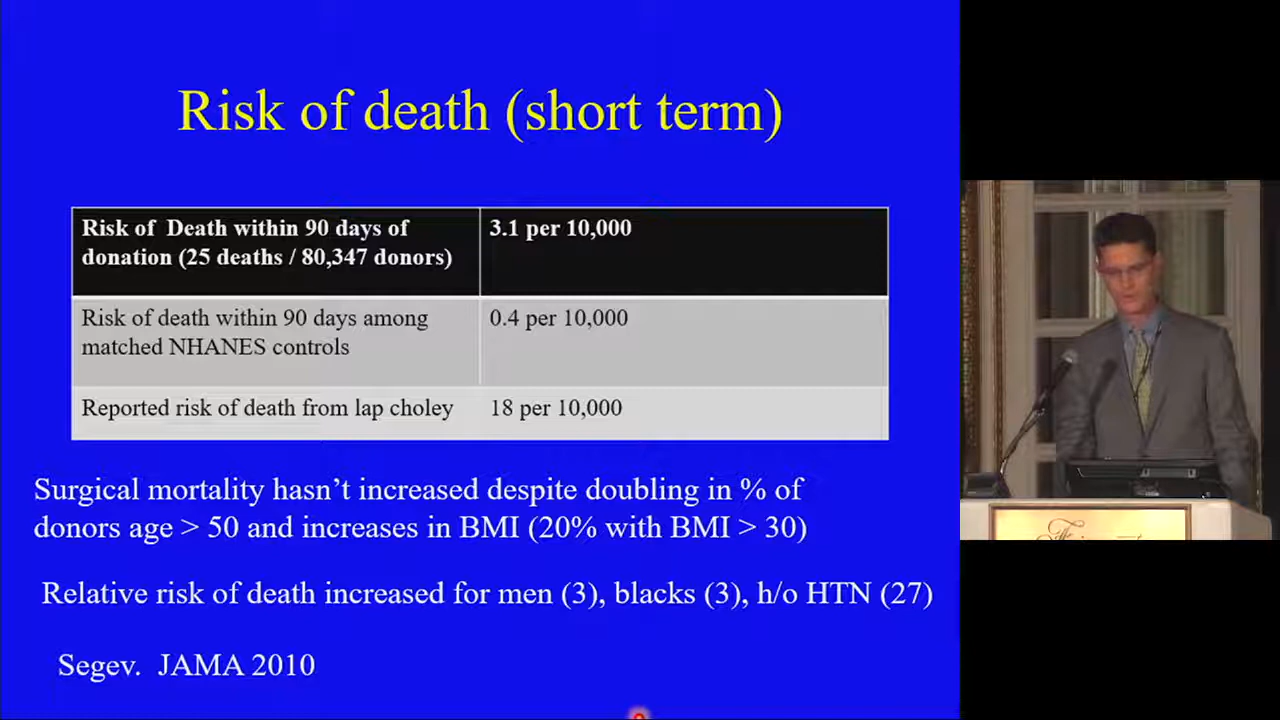 Risk of death (short term)
Risk of Death within 90 days of
donation (25 deaths / 80,347 donors)
3.1 per 10,000
Risk of death within 90 days among
matched NHANES controls
0.4 per 10,000
Reported risk of death from lap choley
18 per 10,000
Surgical mortality hasn't increased despite doubling in % of
donors age > 50 and increases in BMI (20% with BMI > 30)
Relative risk of death increased for men (3), blacks (3), h/o HTN (27)
Segev. JAMA 2010
The